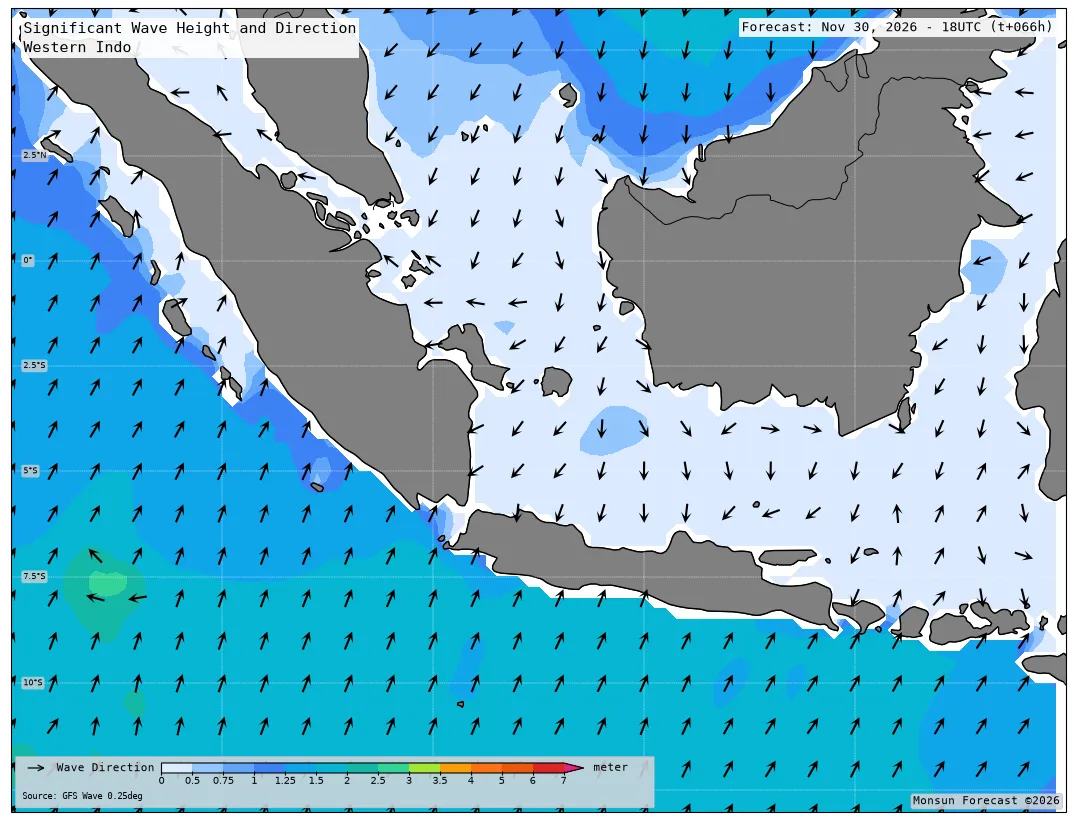 Significant Wave Height and Direction
Western Indo
Forecast: Nov 30, 2026 - 18UTC (t+066h)
2.5°N
0°
2.5°S
5°S
7.5°S
10°S
Wave Direction
0 0.5 0.75 1 1.25 1.5 2 2.5 3 3.5 4 5 6 7
meter
Source: GFS Wave 0.25deg
Monsun Forecast ©2026